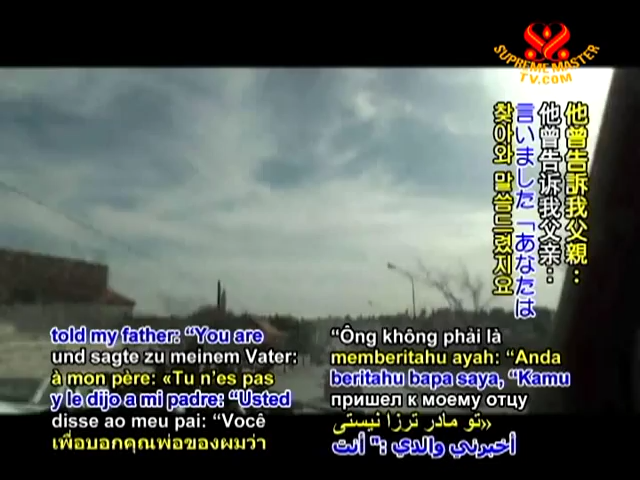 SUPREME MASTER
TV.COM
他曾告訴我父親：
他曾告诉我父亲：
言いました「あなたは
찾아와 말씀드렸지요
told my father: “You are
und sagte zu meinem Vater:
à mon père: «Tu n'es pas
y le dijo a mi padre: “Usted
disse ao meu pai: “Você
เพื่อบอกคุณพ่อของผมว่า
“Ông không phải là
memberitahu ayah: “Anda
beritahu bapa saya, “Kamu
пришел к моему отцу
«تو مادر ترزا نیستی
أخبرني والدي :" أنت